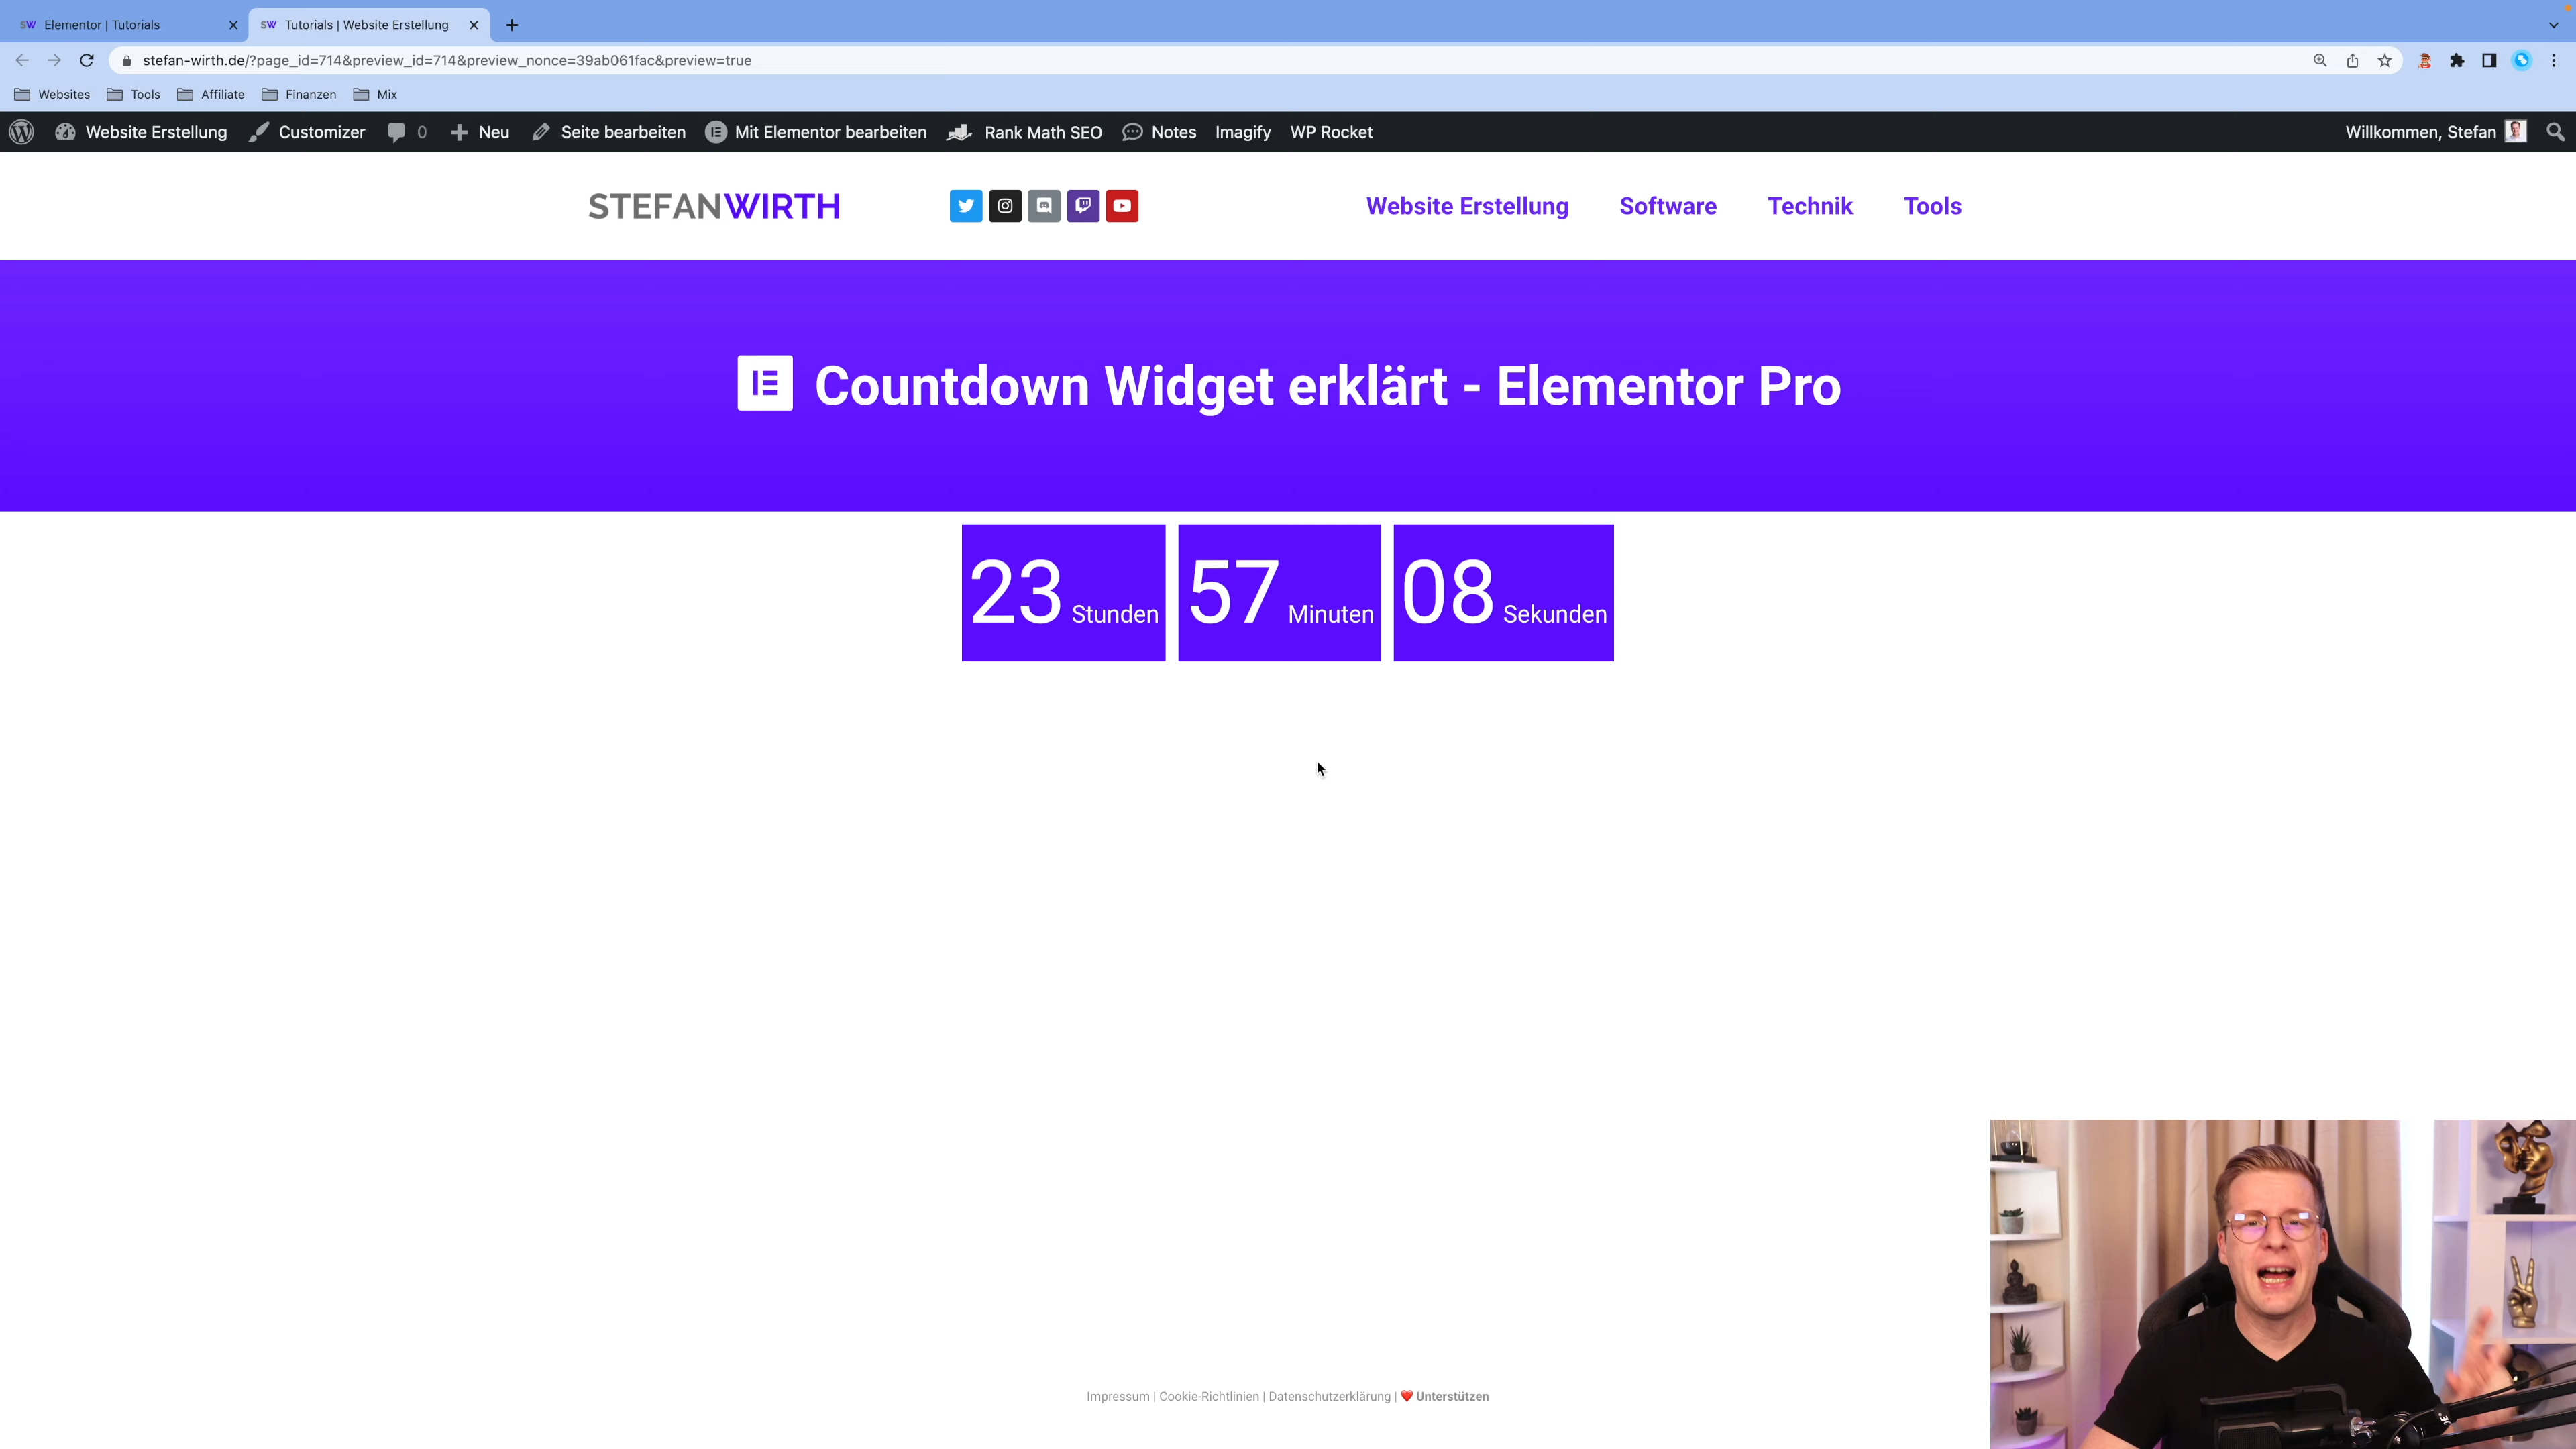 SW Elementor | Tutorials
SW Tutorials | Website Erstellung
stefan-wirth.de/?page_id=714&preview_id=714&preview_nonce=39ab061fac&preview=true
Websites Tools Affiliate Finanzen Mix
Website Erstellung Customizer 0 Neu Seite bearbeiten Mit Elementor bearbeiten Rank Math SEO Notes Imagify WP Rocket Willkommen, Stefan
STEFANWIRTH Website Erstellung Software Technik Tools
Countdown Widget erklärt - Elementor Pro
23 Stunden 57 Minuten 08 Sekunden
Impressum | Cookie-Richtlinien | Datenschutzerklärung | ❤️ Unterstützen